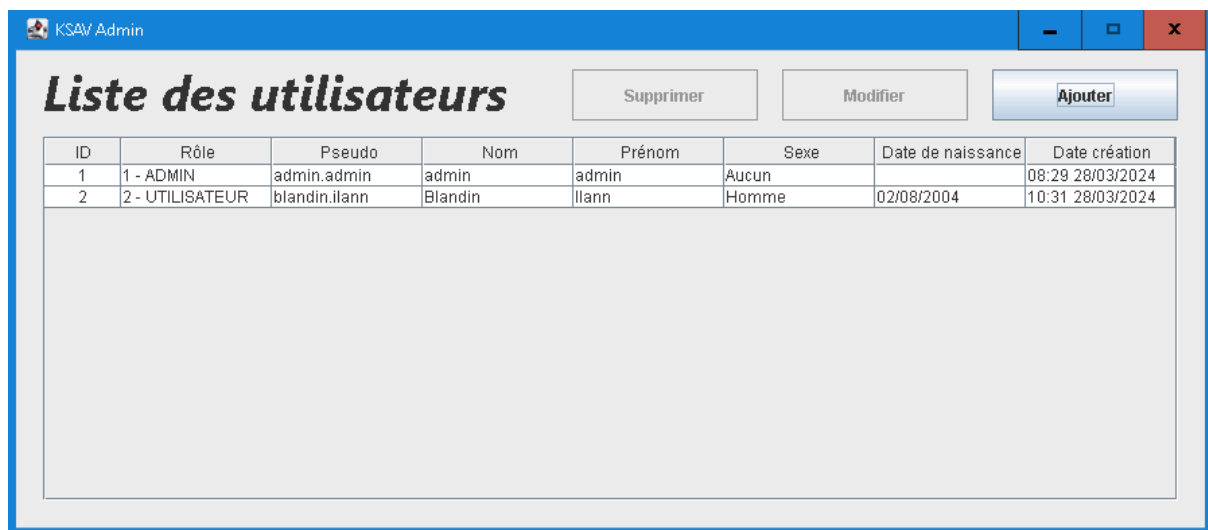 KSAV Admin
Liste des utilisateurs Supprimer Modifier Ajouter
ID Rôle Pseudo Nom Prénom Sexe Date de naissance Date création
1 1 - ADMIN admin.admin admin admin Aucun 08:29 28/03/2024
2 2 - UTILISATEUR blandin.ilann Blandin Ilann Homme 02/08/2004 10:31 28/03/2024